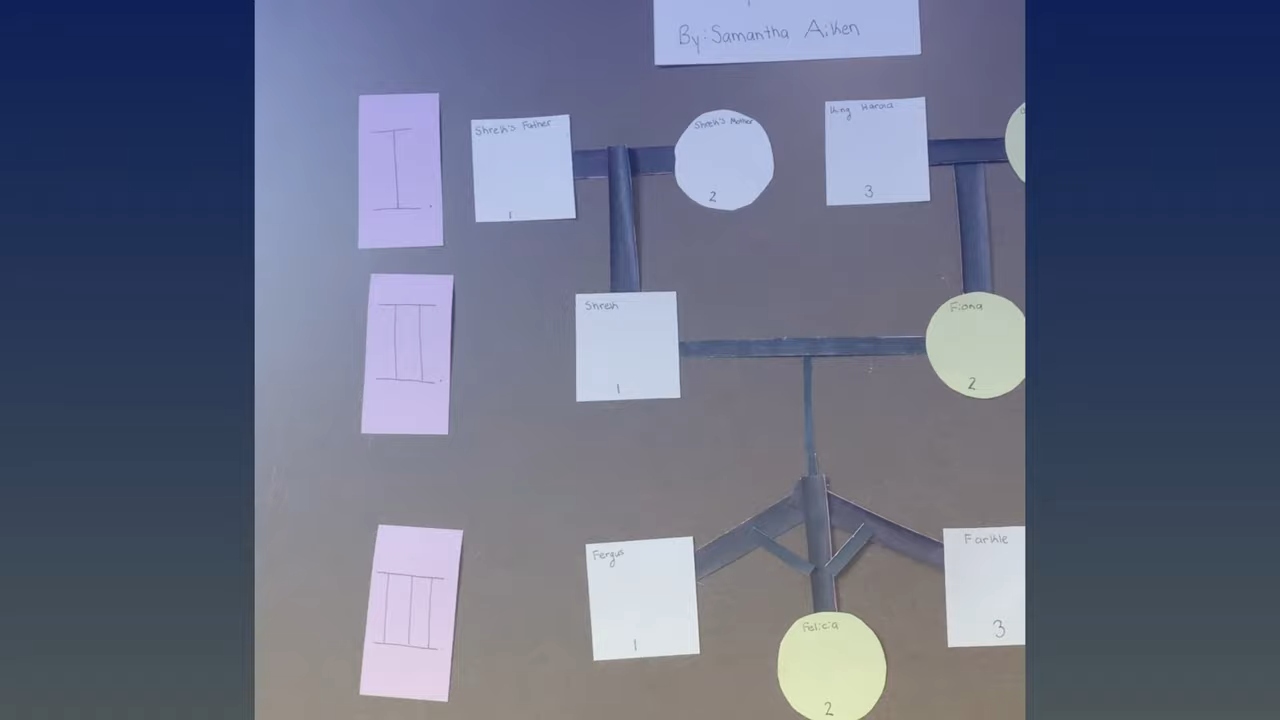 By: Samantha Aiken
I
Shrek's Father
1
Shrek's Mother
2
King Harold
3
II
Shrek
1
Fiona
2
III
Fergus
1
Felicia
2
Farkle
3